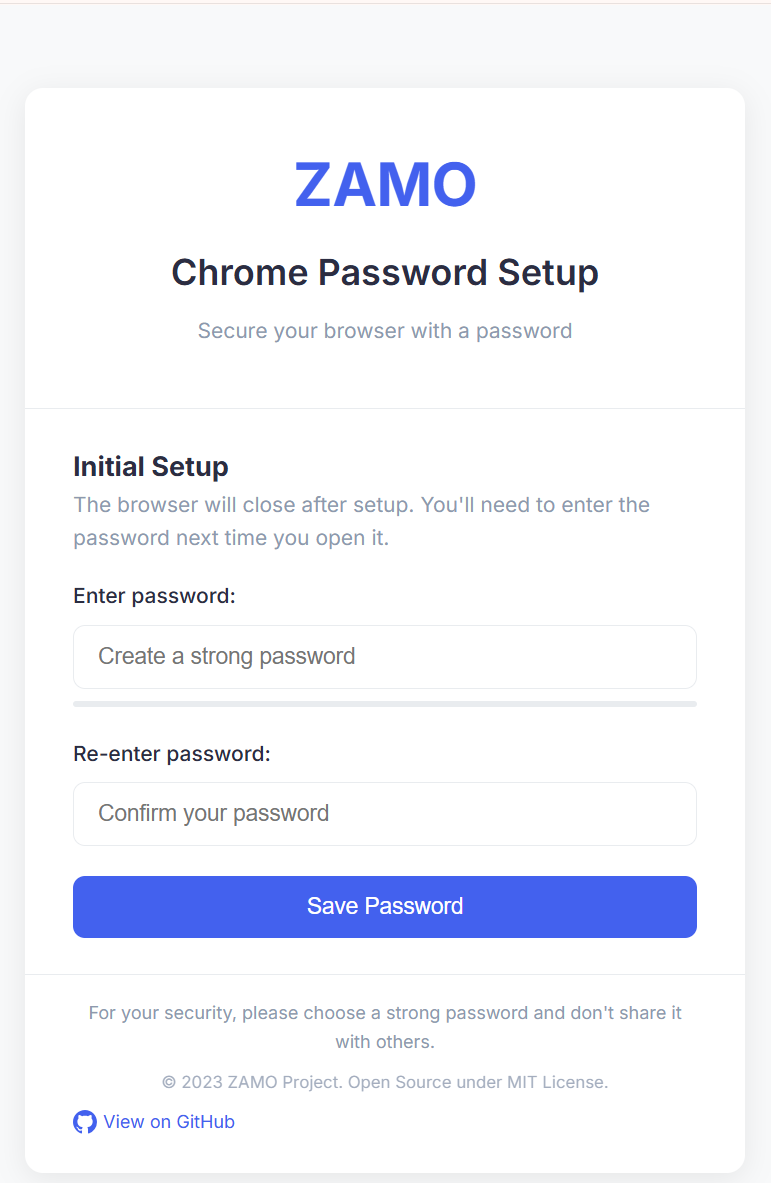 ZAMO
Chrome Password Setup
Secure your browser with a password
Initial Setup
The browser will close after setup. You'll need to enter the
password next time you open it.
Enter password:
Create a strong password
Re-enter password:
Confirm your password
Save Password
For your security, please choose a strong password and don't share it
with others.
© 2023 ZAMO Project. Open Source under MIT License.
View on GitHub